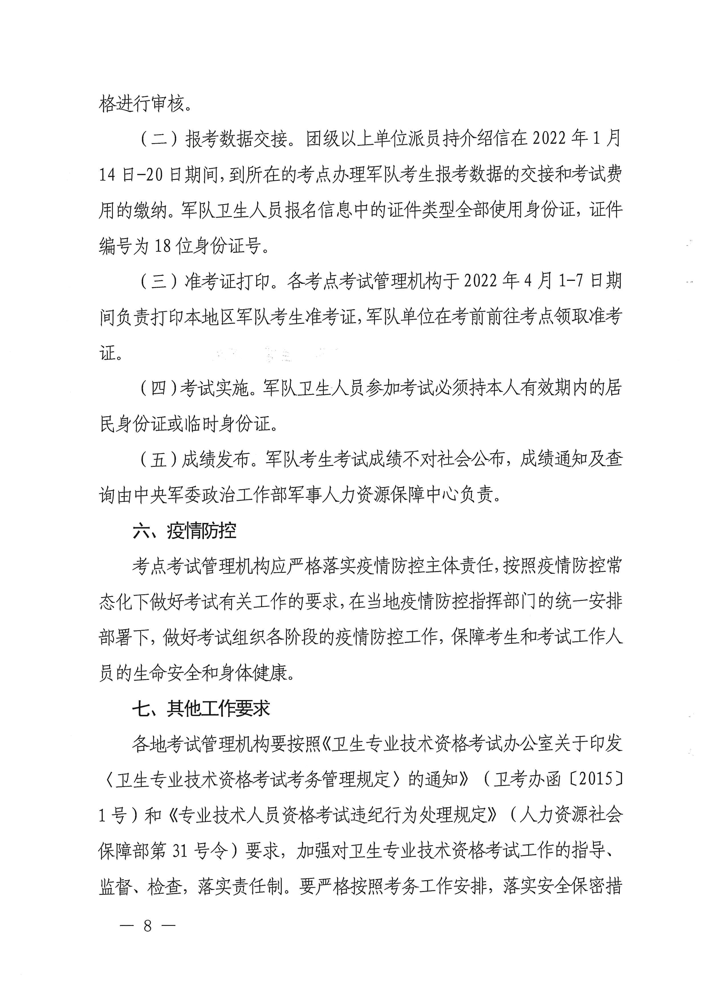 格进行审核。
（二）报考数据交接。团级以上单位派员持介绍信在 2022 年 1 月
14 日-20 日期间,到所在的考点办理军队考生报考数据的交接和考试费
用的缴纳。军队卫生人员报名信息中的证件类型全部使用身份证，证件
编号为 18 位身份证号。
（三）准考证打印。各考点考试管理机构于 2022 年 4 月 1-7 日期
间负责打印本地区军队考生准考证,军队单位在考前前往考点领取准考
证。
（四）考试实施。军队卫生人员参加考试必须持本人有效期内的居
民身份证或临时身份证。
（五）成绩发布。军队考生考试成绩不对社会公布，成绩通知及查
询由中央军委政治工作部军事人力资源保障中心负责。
六、疫情防控
考点考试管理机构应严格落实疫情防控主体责任,按照疫情防控常
态化下做好考试有关工作的要求,在当地疫情防控指挥部门的统一安排
部署下，做好考试组织各阶段的疫情防控工作，保障考生和考试工作人
员的生命安全和身体健康。
七、其他工作要求
各地考试管理机构要按照《卫生专业技术资格考试办公室关于印发
〈卫生专业技术资格考试考务管理规定〉的通知》（卫考办函〔2015〕
1 号）和《专业技术人员资格考试违纪行为处理规定》（人力资源社会
保障部第 31 号令）要求，加强对卫生专业技术资格考试工作的指导、
监督、检查，落实责任制。要严格按照考务工作安排，落实安全保密措
— 8 —